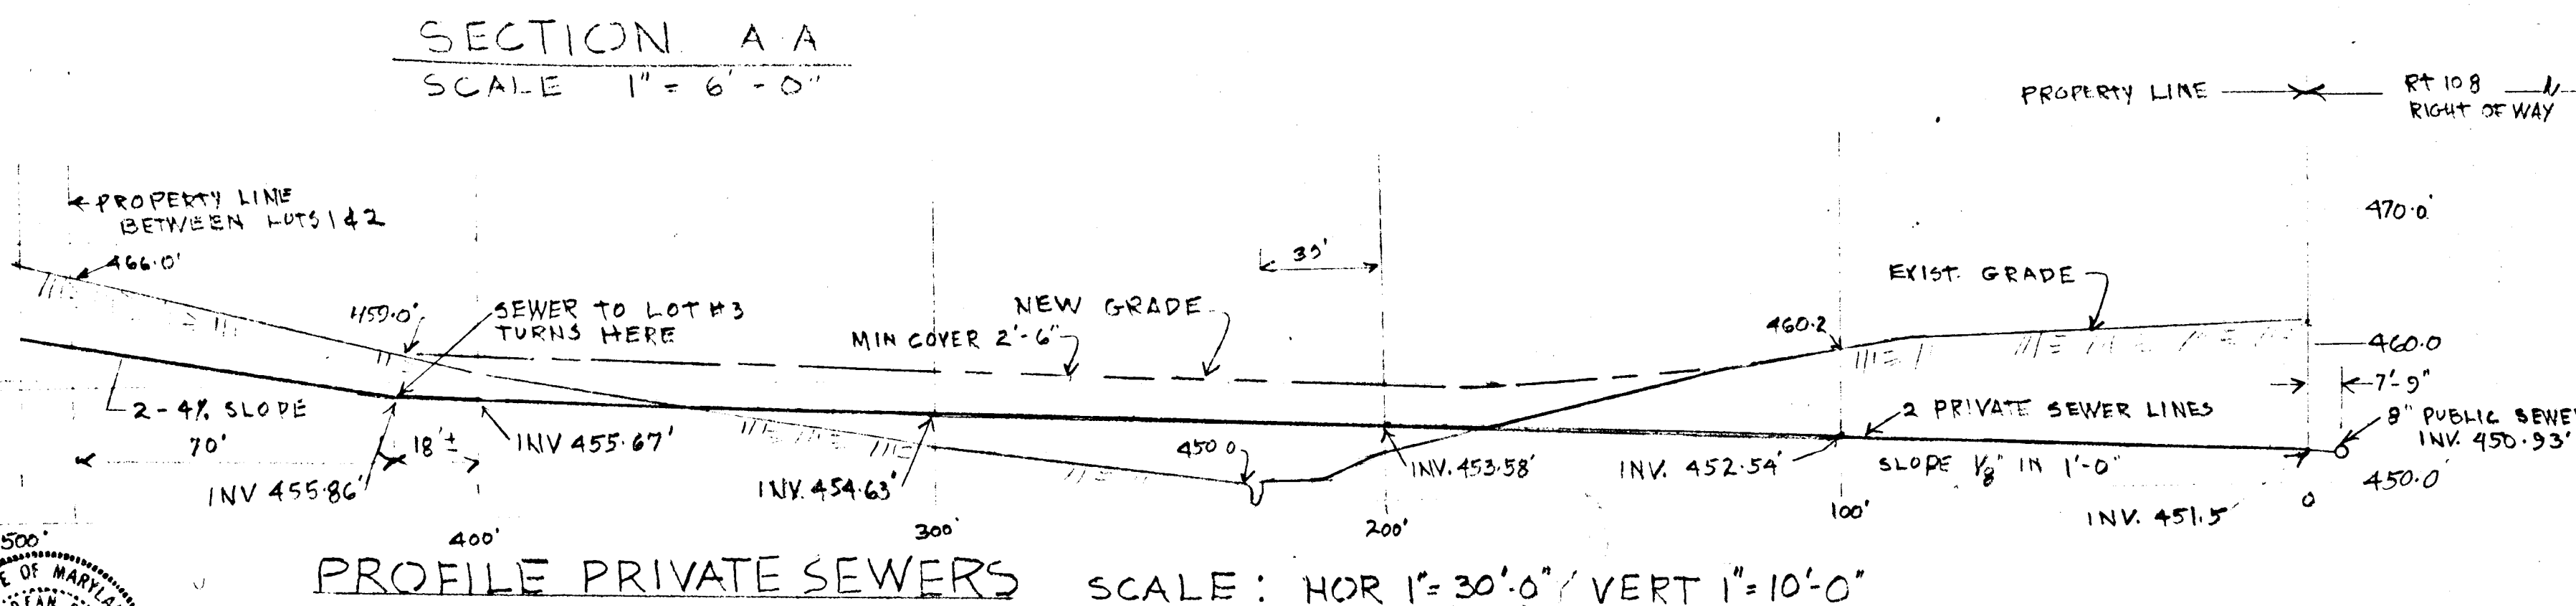 SECTION A A
SCALE 1" = 6'-0"
PROPERTY LINE
Rt 108
RIGHT OF WAY
PROPERTY LINE
BETWEEN LOTS 1 & 2
466.0'
459.0'
SEWER TO LOT #3
TURNS HERE
NEW GRADE
MIN COVER 2'-6"
EXIST. GRADE
460.2
470.0'
460.0
7'-9"
2-4% SLOPE
70'
18'±
INV 455.67'
INV 455.86'
INV. 454.63'
450.0
INV. 453.58'
INV. 452.54'
2 PRIVATE SEWER LINES
SLOPE 1/8" IN 1'-0"
8" PUBLIC SEWE
INV. 450.93'
450.0'
INV. 451.5'
500'
400'
300'
200'
100'
0
PROFILE PRIVATE SEWERS SCALE: HOR 1"=30'.0" / VERT 1"=10'-0"
E OF MARYLA